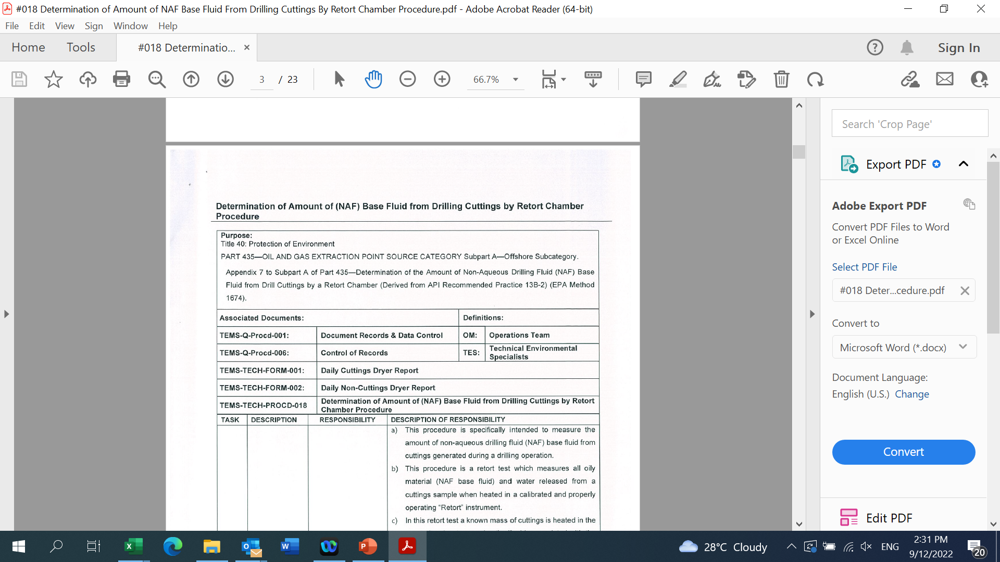 #018 Determination of Amount of NAF Base Fluid From Drilling Cuttings By Retort Chamber Procedure.pdf - Adobe Acrobat Reader (64-bit)
File Edit View Sign Window Help
Home Tools #018 Determinatio... × Sign In
3 / 23 66.7%
Search 'Crop Page'
Export PDF
Adobe Export PDF
Convert PDF Files to Word
or Excel Online
Select PDF File
#018 Deter...cedure.pdf
Convert to
Microsoft Word (*.docx)
Document Language:
English (U.S.) Change
Convert
Edit PDF
Determination of Amount of (NAF) Base Fluid from Drilling Cuttings by Retort Chamber
Procedure
Purpose:
Title 40: Protection of Environment
PART 435—OIL AND GAS EXTRACTION POINT SOURCE CATEGORY Subpart A—Offshore Subcategory.
Appendix 7 to Subpart A of Part 435—Determination of the Amount of Non-Aqueous Drilling Fluid (NAF) Base
Fluid from Drill Cuttings by a Retort Chamber (Derived from API Recommended Practice 13B-2) (EPA Method
1674).
Associated Documents: Definitions:
TEMS-Q-Procd-001: Document Records & Data Control OM: Operations Team
TEMS-Q-Procd-006: Control of Records TES: Technical Environmental
Specialists
TEMS-TECH-FORM-001: Daily Cuttings Dryer Report
TEMS-TECH-FORM-002: Daily Non-Cuttings Dryer Report
TEMS-TECH-PROCD-018 Determination of Amount of (NAF) Base Fluid from Drilling Cuttings by Retort
Chamber Procedure
TASK DESCRIPTION RESPONSIBILITY DESCRIPTION OF RESPONSIBILITY
a) This procedure is specifically intended to measure the
amount of non-aqueous drilling fluid (NAF) base fluid from
cuttings generated during a drilling operation.
b) This procedure is a retort test which measures all oily
material (NAF base fluid) and water released from a
cuttings sample when heated in a calibrated and properly
operating “Retort” instrument.
c) In this retort test a known mass of cuttings is heated in the
28°C Cloudy
ENG
2:31 PM
9/12/2022
20